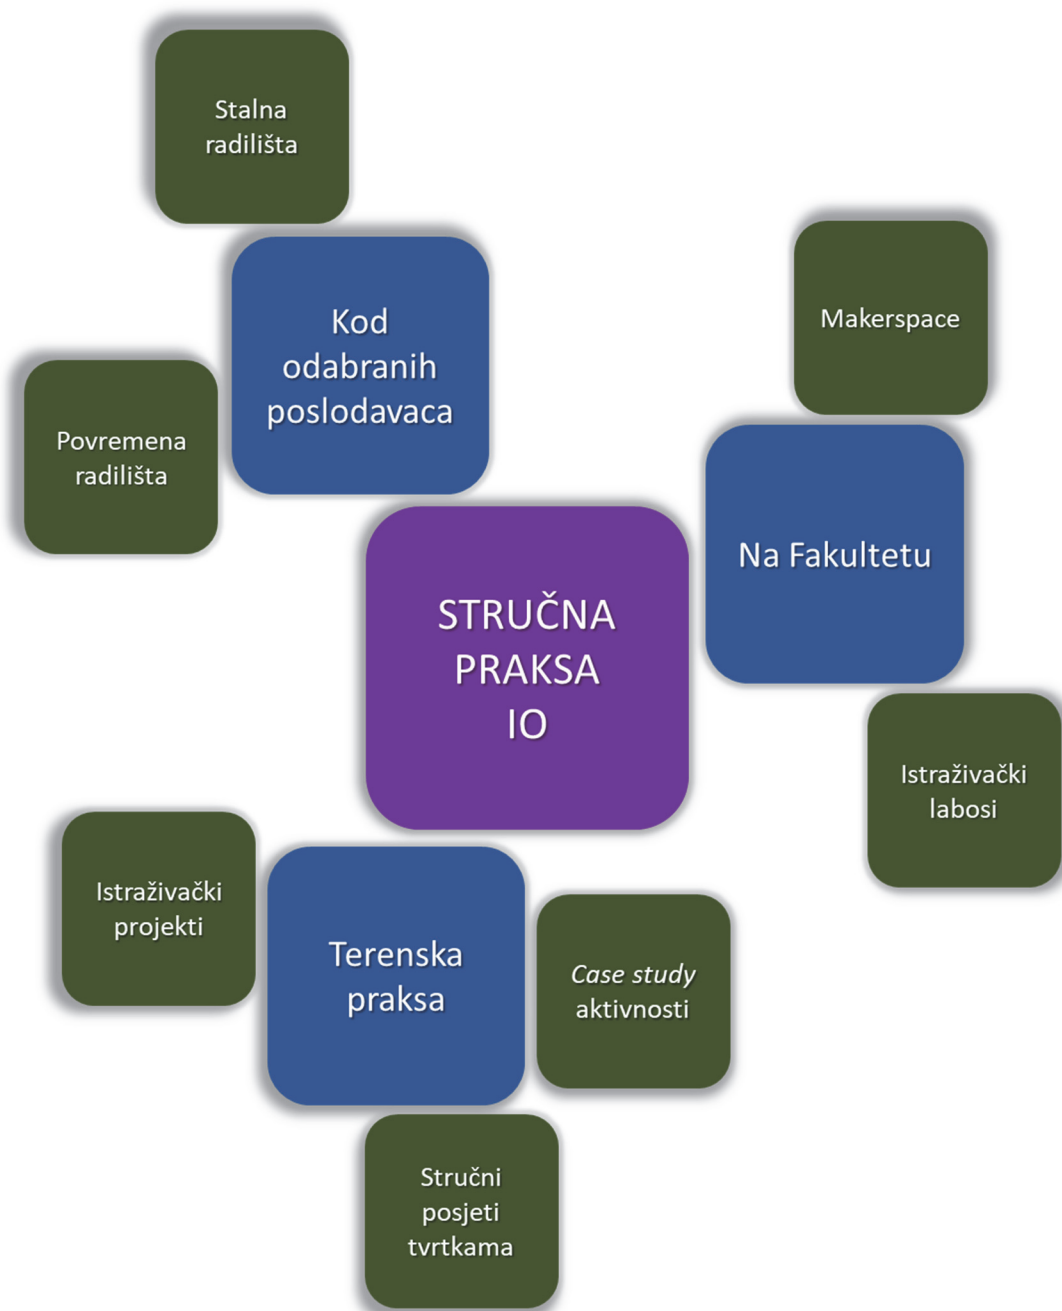 Stalna
radilišta
Kod
odabranih
poslodavaca
Povremena
radilišta
Makerspace
Na Fakultetu
STRUČNA
PRAKSA
IO
Istraživački
labosi
Istraživački
projekti
Terenska
praksa
Case study
aktivnosti
Stručni
posjeti
tvrtkama